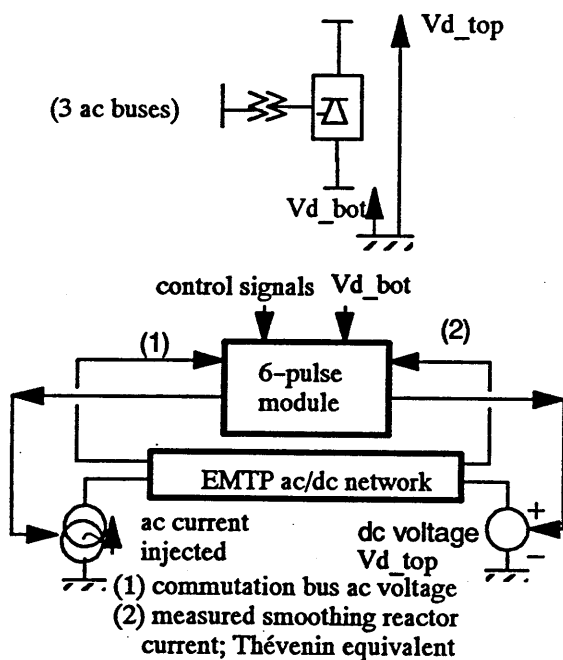 Vd_top
(3 ac buses)
Vd_bot
control signals Vd_bot
(1)
(2)
6-pulse
module
EMTP ac/dc network
ac current
injected
dc voltage
Vd_top
+
−
(1) commutation bus ac voltage
(2) measured smoothing reactor
current; Thévenin equivalent